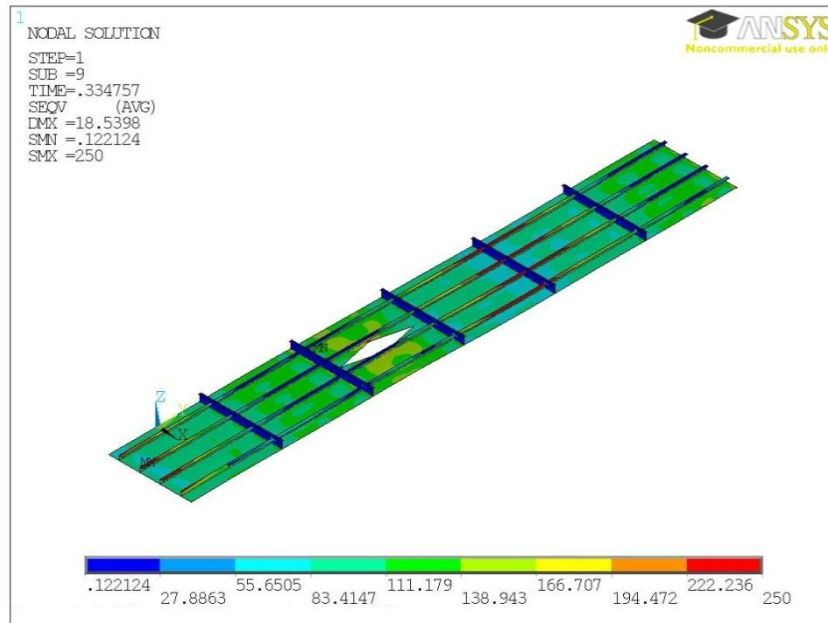 1
NODAL SOLUTION
STEP=1
SUB =9
TIME=.334757
SEQV (AVG)
DMX =18.5398
SMN =.122124
SMX =250
ANSYS
Noncommercial use only
Z
Y
X
MN
.122124 55.6505 111.179 166.707 222.236
27.8863 83.4147 138.943 194.472 250